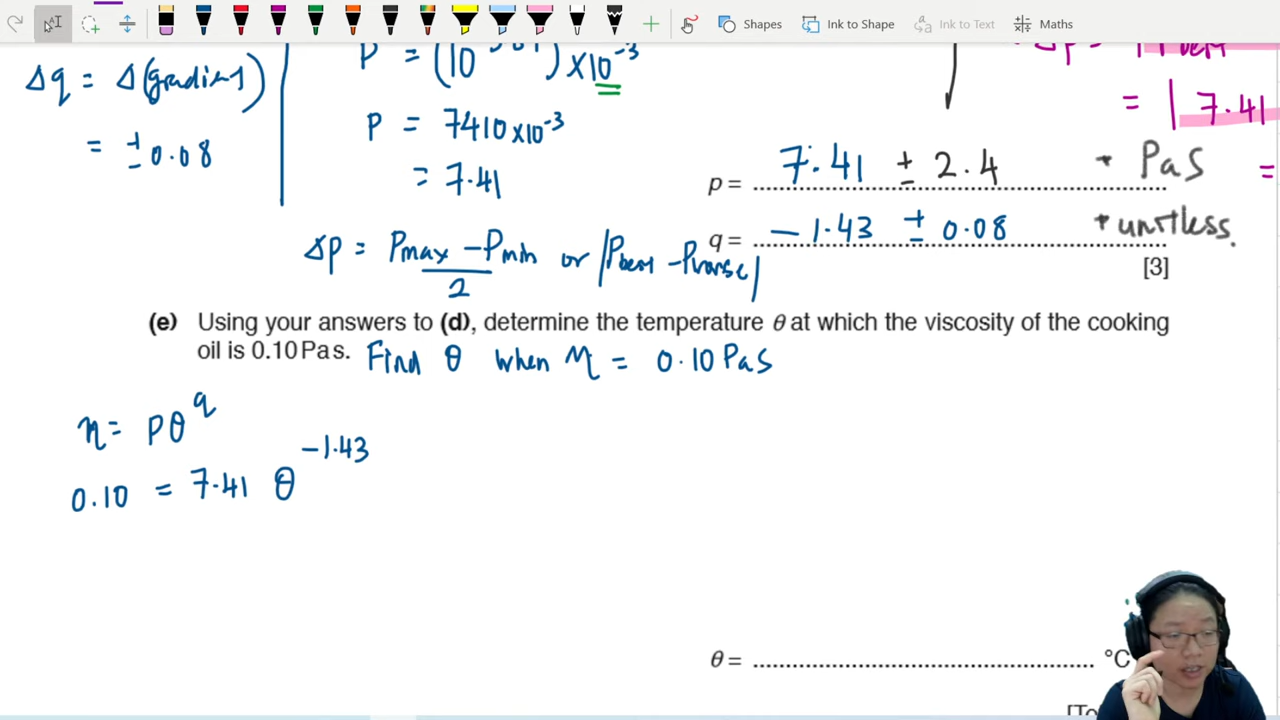 Shapes Ink to Shape Ink to Text Maths
Δq = Δ(gradient)
= ± 0.08
P = (10 ) × 10⁻³
P = 7410 × 10⁻³
= 7.41
= | 7.41
p = 7.41 ± 2.4 Pa S
q = − 1.43 ± 0.08 unitless.
[3]
Δp = Pmax − Pmin / 2 or |Pbest − Pworse|
(e) Using your answers to (d), determine the temperature θ at which the viscosity of the cooking
oil is 0.10 Pa s. Find θ when η = 0.10 Pa S
η = Pθ^q
0.10 = 7.41 θ^−1.43
θ = °C